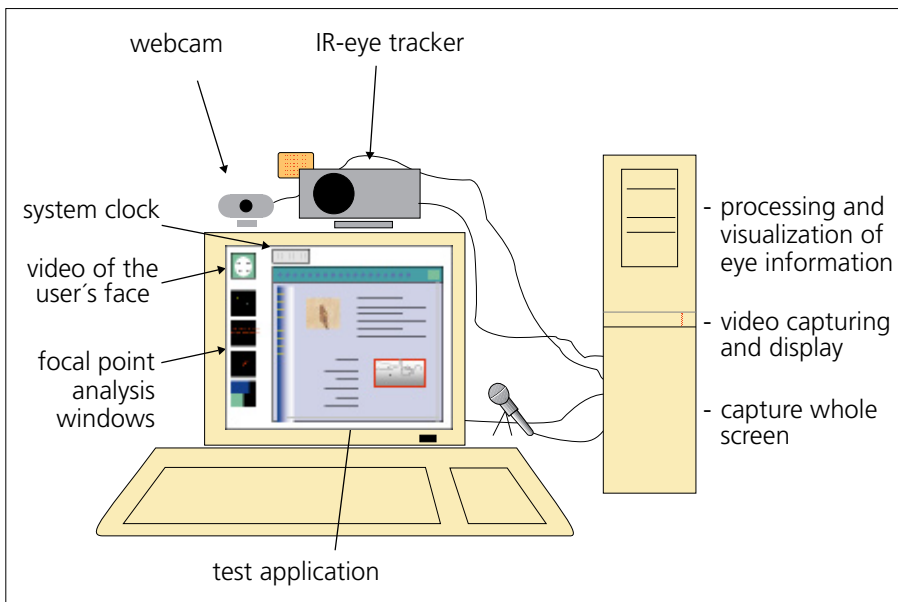 webcam
IR-eye tracker
system clock
video of the
user´s face
focal point
analysis
windows
test application
- processing and
visualization of
eye information
- video capturing
and display
- capture whole
screen